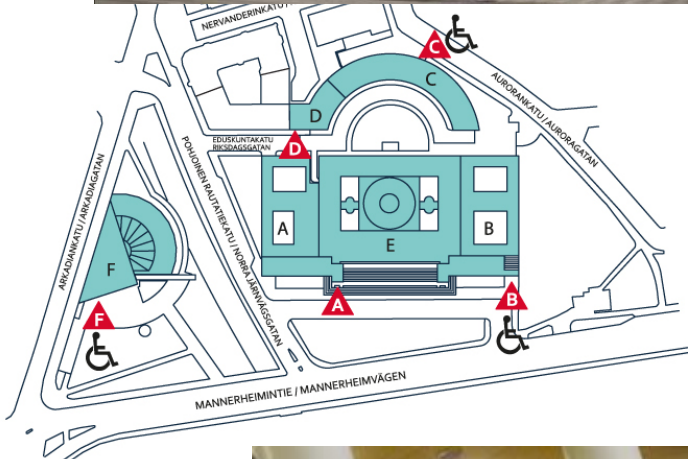 NERVANDERINKATU /
C
C
D
AURORANKATU / AURORAGATAN
EDUSKUNTAKATU
RIKSDAGSGATAN
D
POHJOINEN RAUTATIEKATU / NORRA JÄRNVÄGSGATAN
ARKADIANKATU / ARKADIAGATAN
A
B
E
F
A
B
F
MANNERHEIMINTIE / MANNERHEIMVÄGEN